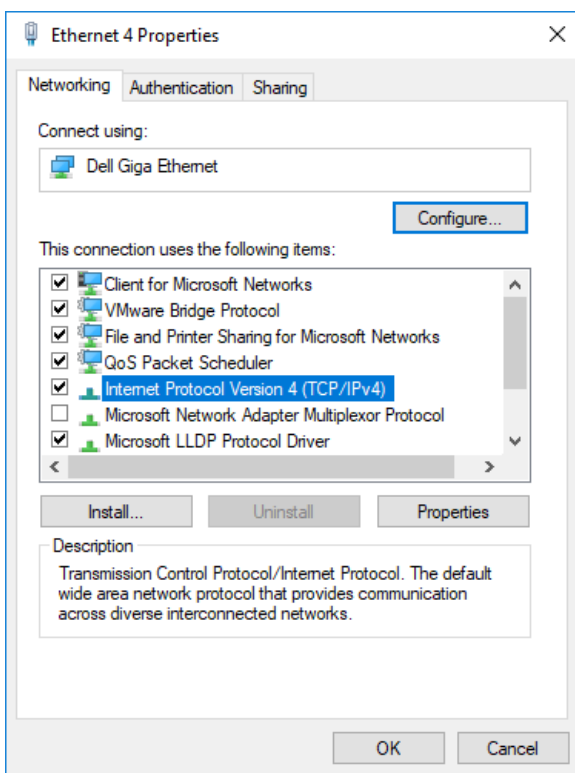 Ethernet 4 Properties
Networking Authentication Sharing
Connect using:
Dell Giga Ethernet
Configure...
This connection uses the following items:
Client for Microsoft Networks
VMware Bridge Protocol
File and Printer Sharing for Microsoft Networks
QoS Packet Scheduler
Internet Protocol Version 4 (TCP/IPv4)
Microsoft Network Adapter Multiplexor Protocol
Microsoft LLDP Protocol Driver
Install... Uninstall Properties
Description
Transmission Control Protocol/Internet Protocol. The default
wide area network protocol that provides communication
across diverse interconnected networks.
OK Cancel